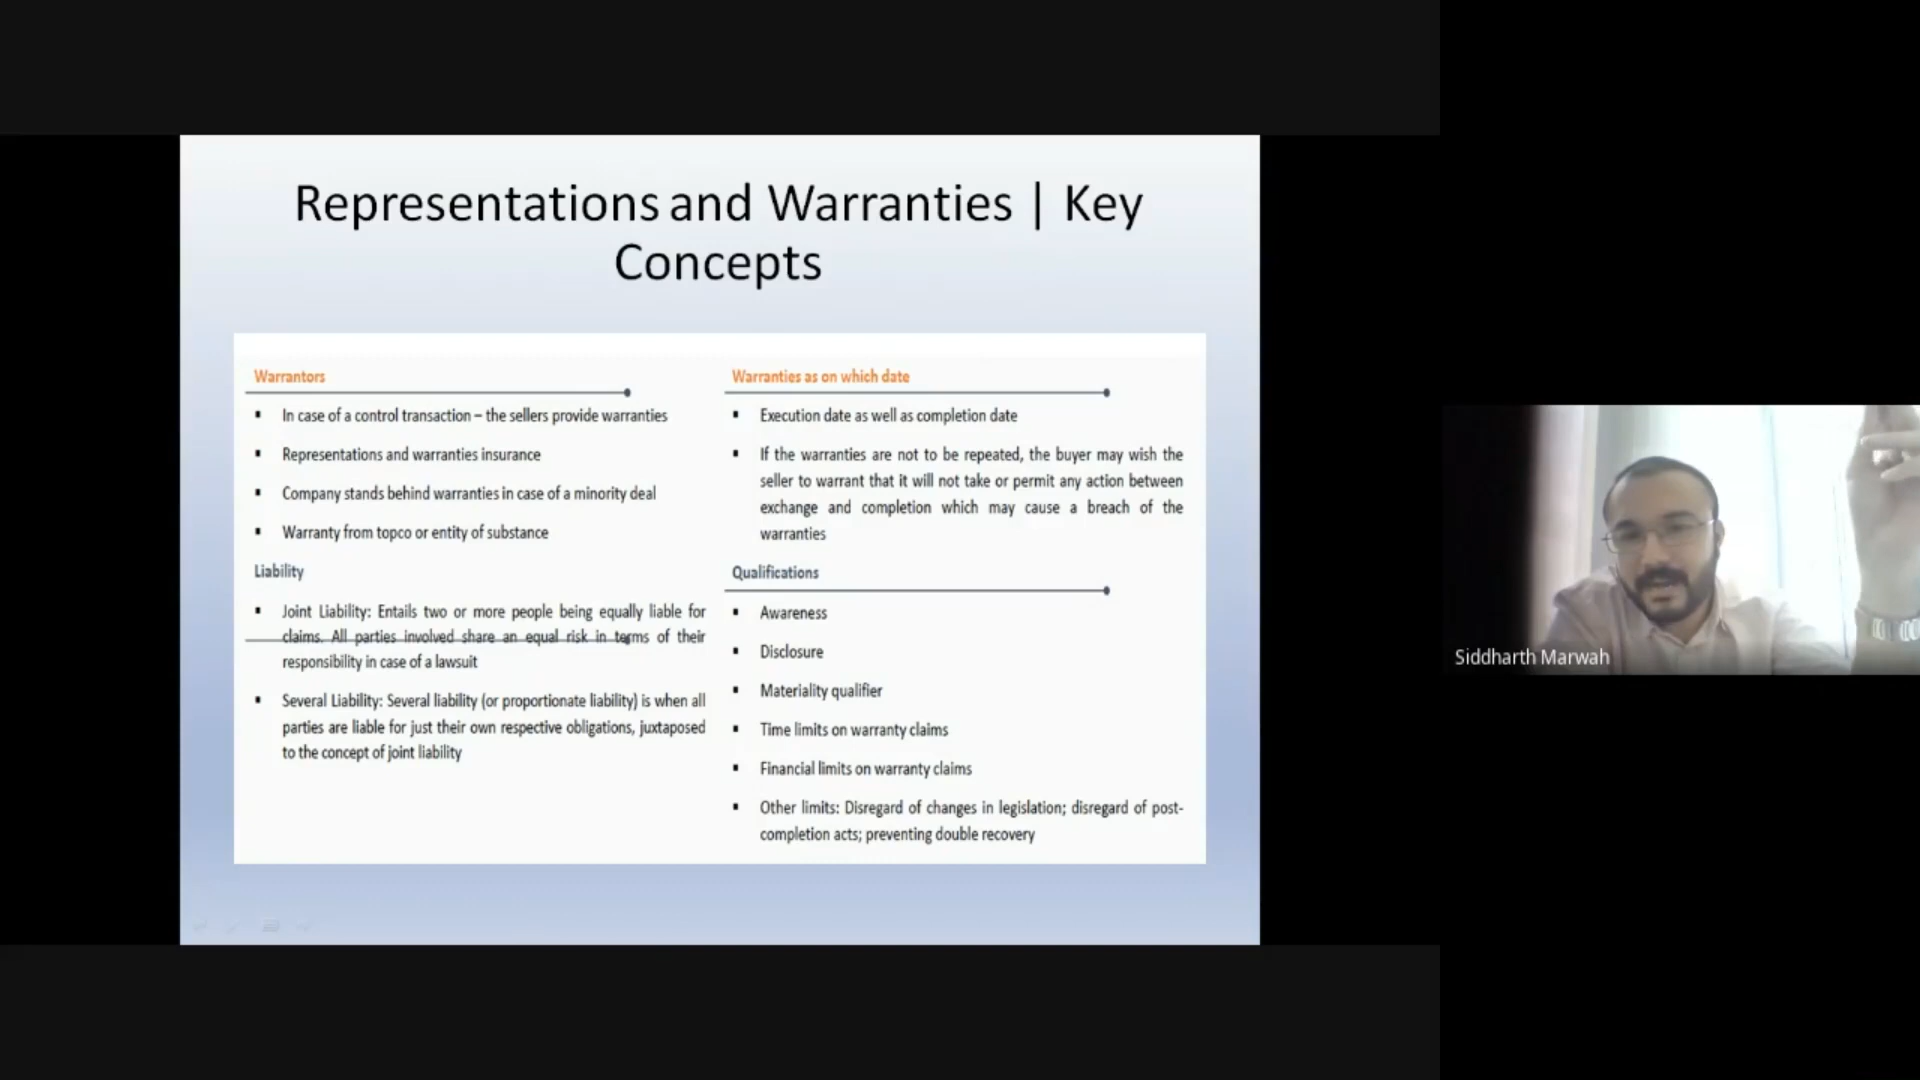 Representations and Warranties | Key
Concepts
Warrantors
▪ In case of a control transaction – the sellers provide warranties
▪ Representations and warranties insurance
▪ Company stands behind warranties in case of a minority deal
▪ Warranty from topco or entity of substance
Liability
▪ Joint Liability: Entails two or more people being equally liable for
claims. All parties involved share an equal risk in terms of their
responsibility in case of a lawsuit
▪ Several Liability: Several liability (or proportionate liability) is when all
parties are liable for just their own respective obligations, juxtaposed
to the concept of joint liability
Warranties as on which date
▪ Execution date as well as completion date
▪ If the warranties are not to be repeated, the buyer may wish the
seller to warrant that it will not take or permit any action between
exchange and completion which may cause a breach of the
warranties
Qualifications
▪ Awareness
▪ Disclosure
▪ Materiality qualifier
▪ Time limits on warranty claims
▪ Financial limits on warranty claims
▪ Other limits: Disregard of changes in legislation; disregard of post-
completion acts; preventing double recovery
Siddharth Marwah